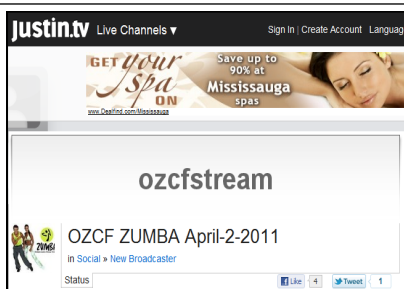 Justin.tv Live Channels ▼ Sign In | Create Account Languag
GET your spa ON
Save up to
90% at
Mississauga
spas
www.Dealfind.com/Mississauga
ozcfstream
ZUMBA
OZCF ZUMBA April-2-2011
in Social » New Broadcaster
Status Like 4 Tweet 1